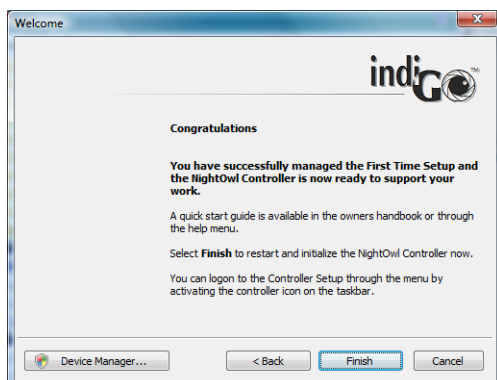 Welcome
indiGO™
Congratulations
You have successfully managed the First Time Setup and
the NightOwl Controller is now ready to support your
work.
A quick start guide is available in the owners handbook or through
the help menu.
Select Finish to restart and initialize the NightOwl Controller now.
You can logon to the Controller Setup through the menu by
activating the controller icon on the taskbar.
Device Manager... < Back Finish Cancel